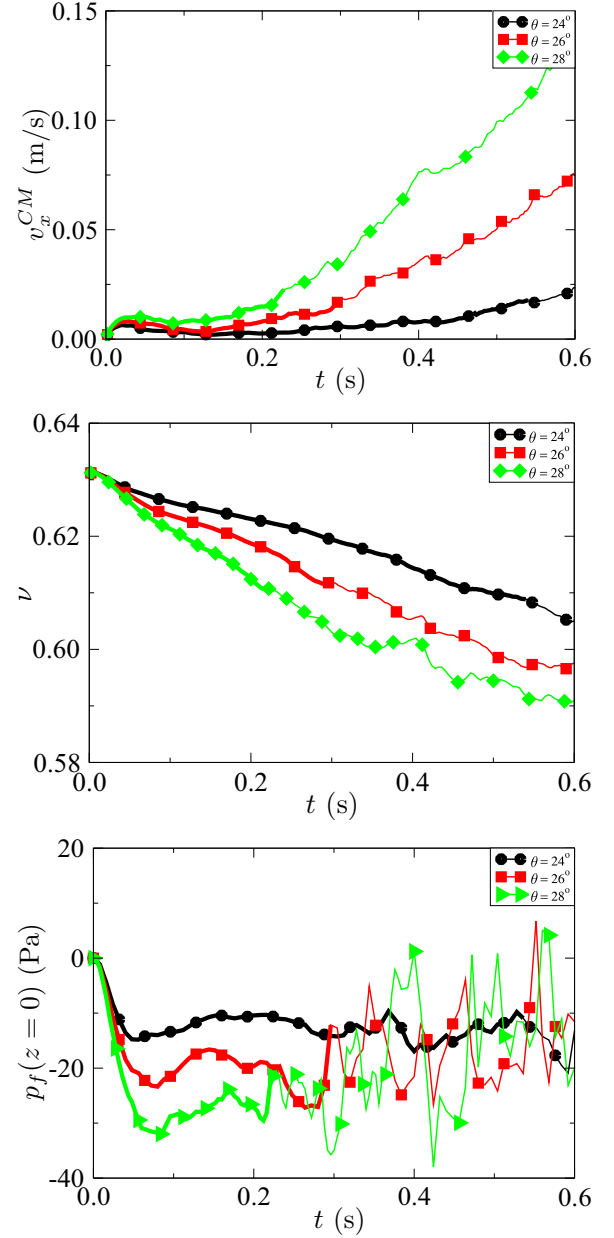 0.15
0.10
0.05
0.00
v_x^{CM} (m/s)
θ = 24°
θ = 26°
θ = 28°
0.0
0.2
0.4
0.6
t (s)
0.64
0.62
0.60
0.58
ν
θ = 24°
θ = 26°
θ = 28°
0.0
0.2
0.4
0.6
t (s)
20
0
-20
-40
p_f(z = 0) (Pa)
θ = 24°
θ = 26°
θ = 28°
0.0
0.2
0.4
0.6
t (s)